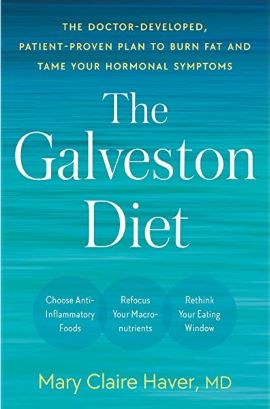 THE DOCTOR-DEVELOPED,
PATIENT-PROVEN PLAN TO BURN FAT AND
TAME YOUR HORMONAL SYMPTOMS
The
Galveston
Diet
Choose Anti-
Inflammatory
Foods
Refocus
Your Macro-
nutrients
Rethink
Your Eating
Window
Mary Claire Haver, MD